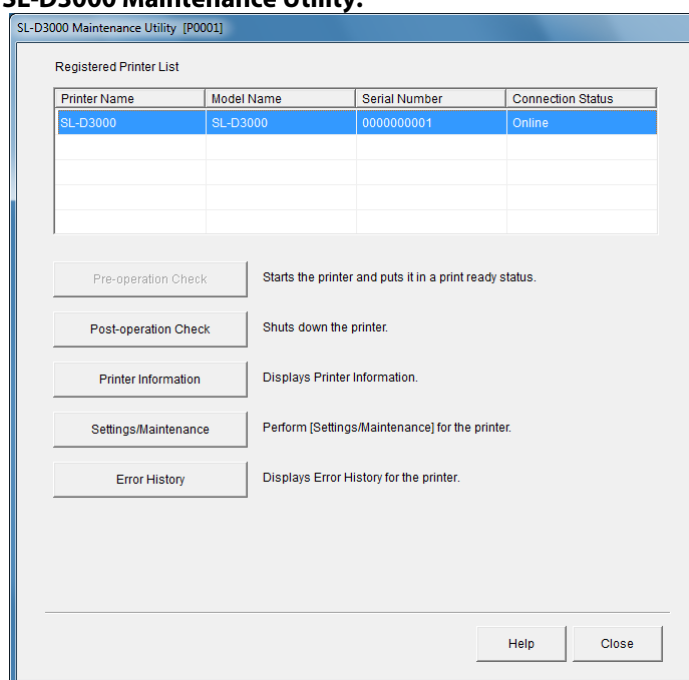 SL-D3000 Maintenance Utility.
SL-D3000 Maintenance Utility [P0001]
Registered Printer List
Printer Name Model Name Serial Number Connection Status
SL-D3000 SL-D3000 0000000001 Online
Pre-operation Check Starts the printer and puts it in a print ready status.
Post-operation Check Shuts down the printer.
Printer Information Displays Printer Information.
Settings/Maintenance Perform [Settings/Maintenance] for the printer.
Error History Displays Error History for the printer.
Help Close